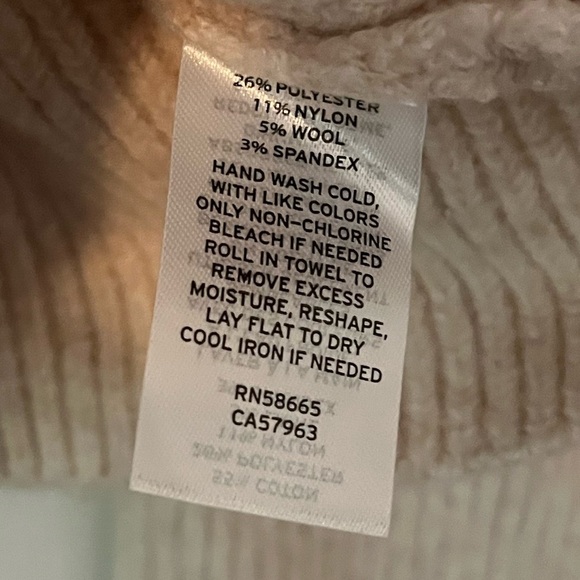 26% POLYESTER
11% NYLON
5% WOOL
3% SPANDEX
HAND WASH COLD,
WITH LIKE COLORS
ONLY NON-CHLORINE
BLEACH IF NEEDED
ROLL IN TOWEL TO
REMOVE EXCESS
MOISTURE, RESHAPE,
LAY FLAT TO DRY
COOL IRON IF NEEDED
RN58665
CA57963